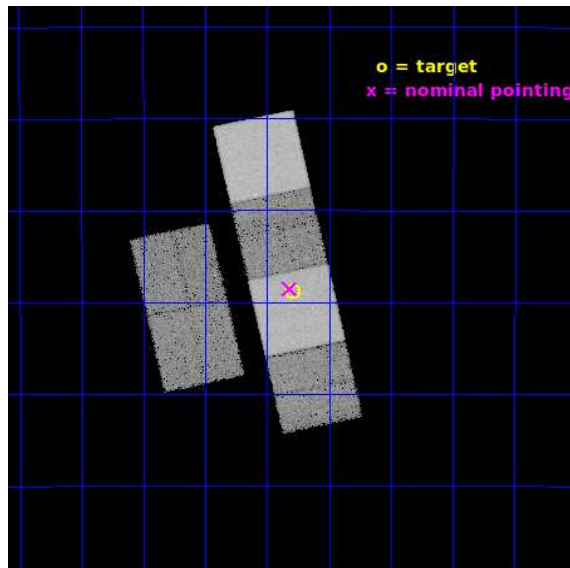 o = target
x = nominal pointing